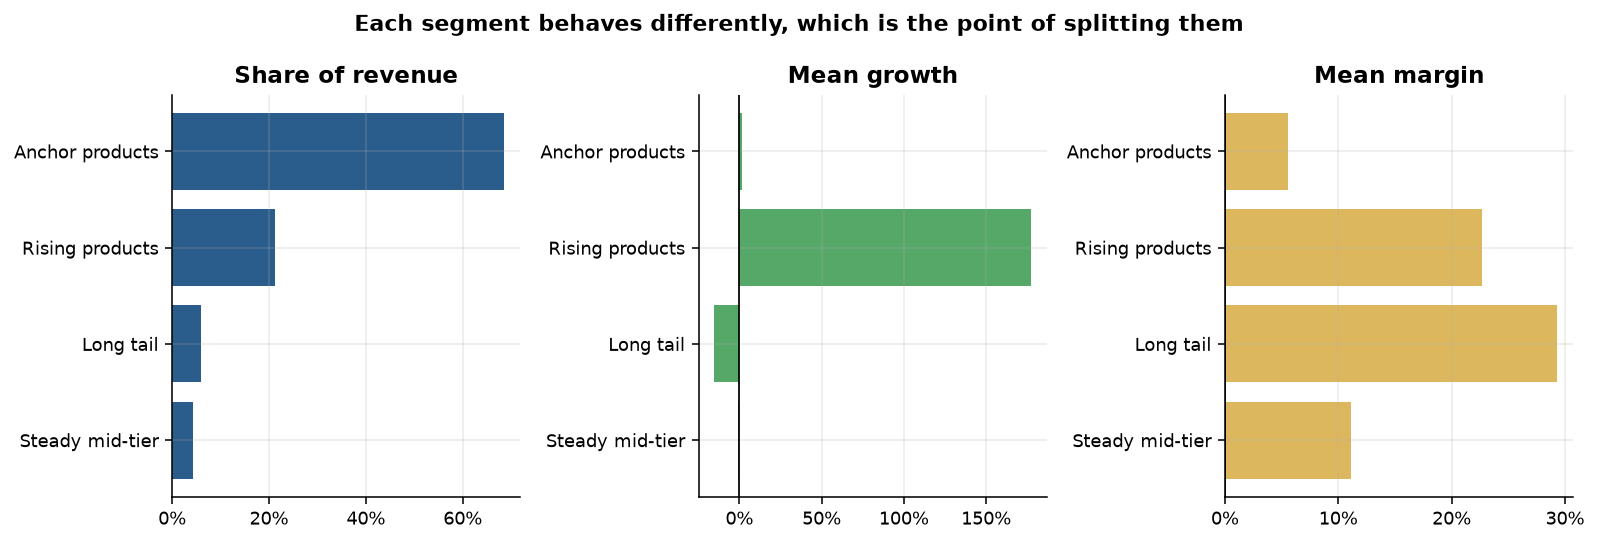 Each segment behaves differently, which is the point of splitting them
Share of revenue
Anchor products
Rising products
Long tail
Steady mid-tier
0% 20% 40% 60%
Mean growth
Anchor products
Rising products
Long tail
Steady mid-tier
0% 50% 100% 150%
Mean margin
Anchor products
Rising products
Long tail
Steady mid-tier
0% 10% 20% 30%